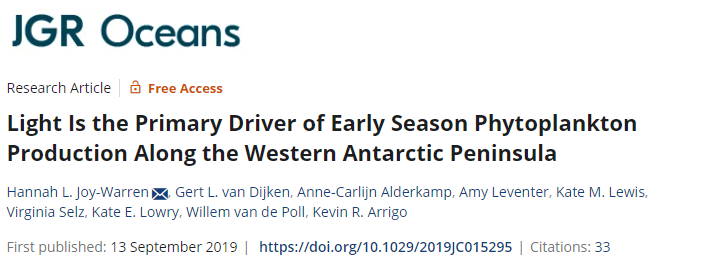 JGR Oceans
Research Article | Free Access
Light Is the Primary Driver of Early Season Phytoplankton
Production Along the Western Antarctic Peninsula
Hannah L. Joy-Warren, Gert L. van Dijken, Anne-Carlijn Alderkamp, Amy Leventer, Kate M. Lewis,
Virginia Selz, Kate E. Lowry, Willem van de Poll, Kevin R. Arrigo
First published: 13 September 2019 | https://doi.org/10.1029/2019JC015295 | Citations: 33